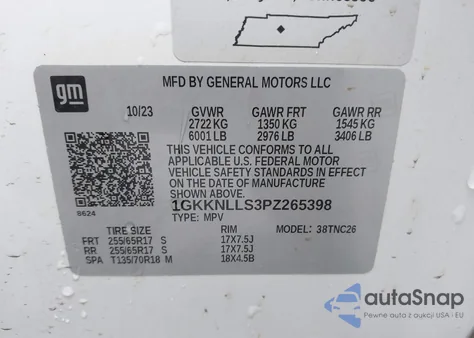 gm
MFD BY GENERAL MOTORS LLC
10/23 GVWR GAWR FRT GAWR RR
2722 KG 1350 KG 1545 KG
6001 LB 2976 LB 3406 LB
THIS VEHICLE CONFORMS TO ALL
APPLICABLE U.S. FEDERAL MOTOR
VEHICLE SAFETY STANDARDS IN
EFFECT ON THE DATE OF
MANUFACTURE SHOWN ABOVE.
8624
1GKKNLLS3PZ265398
TYPE: MPV MODEL: 38TNC26
TIRE SIZE RIM
FRT 255/65R17 S 17X7.5J
RR 255/65R17 S 17X7.5J
SPA T135/70R18 M 18X4.5B
autoSnap
Pewne auto z USA i EU